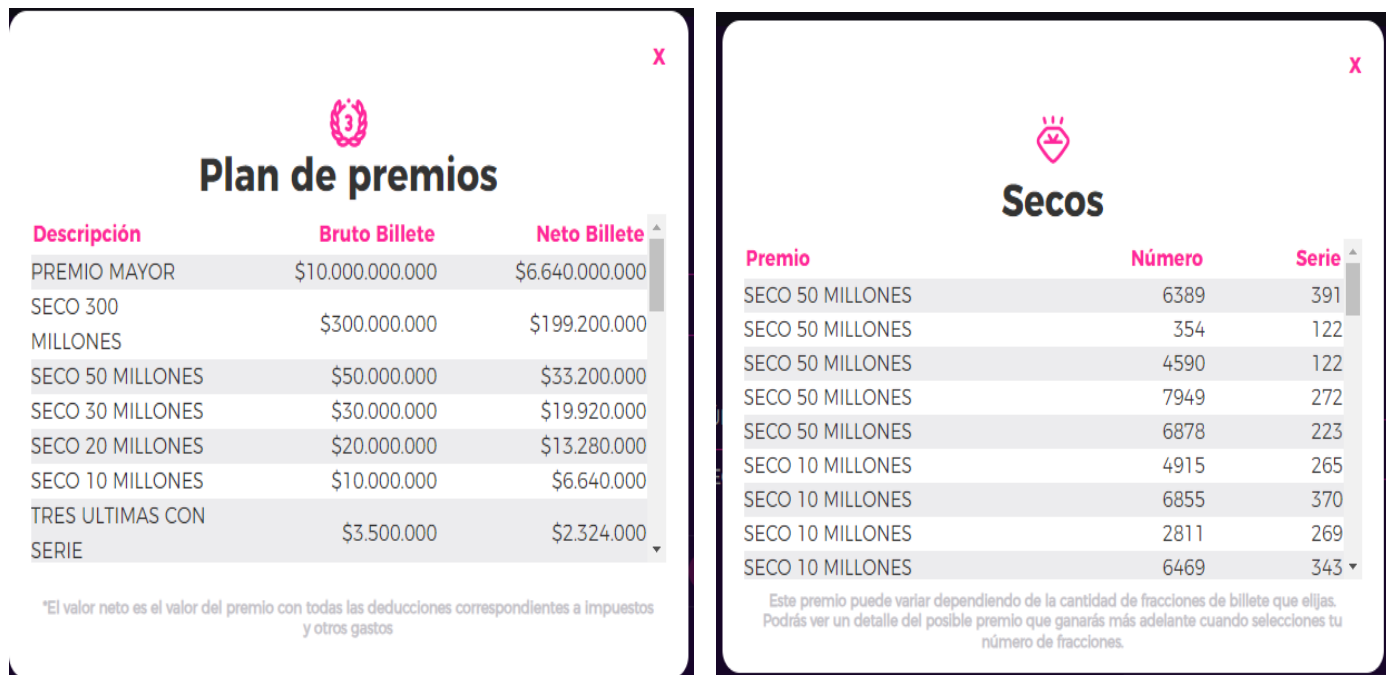 X
3
Plan de premios
Descripción Bruto Billete Neto Billete
PREMIO MAYOR $10.000.000.000 $6.640.000.000
SECO 300
MILLONES $300.000.000 $199.200.000
SECO 50 MILLONES $50.000.000 $33.200.000
SECO 30 MILLONES $30.000.000 $19.920.000
SECO 20 MILLONES $20.000.000 $13.280.000
SECO 10 MILLONES $10.000.000 $6.640.000
TRES ULTIMAS CON
SERIE $3.500.000 $2.324.000
*El valor neto es el valor del premio con todas las deducciones correspondientes a impuestos
y otros gastos
X
Secos
Premio Número Serie
SECO 50 MILLONES 6389 391
SECO 50 MILLONES 354 122
SECO 50 MILLONES 4590 122
SECO 50 MILLONES 7949 272
SECO 50 MILLONES 6878 223
SECO 10 MILLONES 4915 265
SECO 10 MILLONES 6855 370
SECO 10 MILLONES 2811 269
SECO 10 MILLONES 6469 343
Este premio puede variar dependiendo de la cantidad de fracciones de billete que elijas.
Podrás ver un detalle del posible premio que ganarás más adelante cuando selecciones tu
número de fracciones.